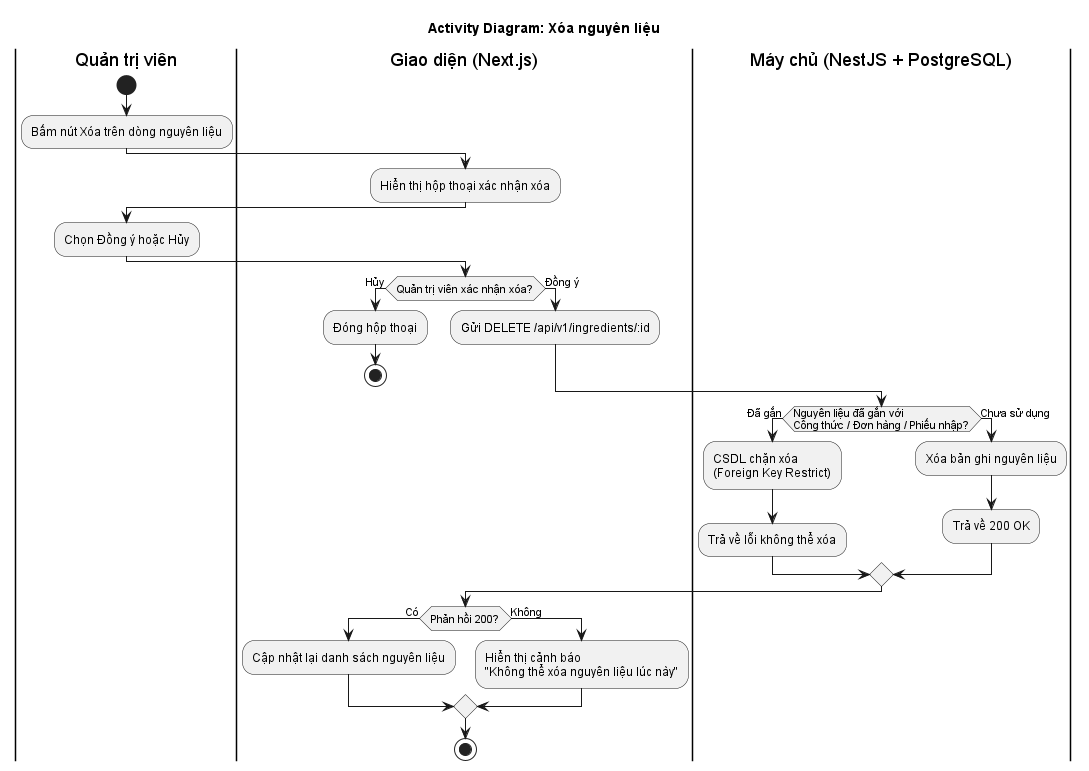 Activity Diagram: Xóa nguyên liệu
Quản trị viên
Giao diện (Next.js)
Máy chủ (NestJS + PostgreSQL)
Bấm nút Xóa trên dòng nguyên liệu
Hiển thị hộp thoại xác nhận xóa
Chọn Đồng ý hoặc Hủy
Hủy
Quản trị viên xác nhận xóa?
Đồng ý
Đóng hộp thoại
Gửi DELETE /api/v1/ingredients/:id
Đã gắn
Nguyên liệu đã gắn với
Công thức / Đơn hàng / Phiếu nhập?
Chưa sử dụng
CSDL chặn xóa
(Foreign Key Restrict)
Xóa bản ghi nguyên liệu
Trả về lỗi không thể xóa
Trả về 200 OK
Có
Phản hồi 200?
Không
Cập nhật lại danh sách nguyên liệu
Hiển thị cảnh báo
"Không thể xóa nguyên liệu lúc này"